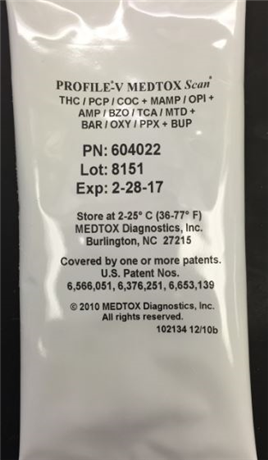 PROFILE®-V MEDTOX Scan®
THC / PCP / COC + MAMP / OPI +
AMP / BZO / TCA / MTD +
BAR / OXY / PPX + BUP
PN: 604022
Lot: 8151
Exp: 2-28-17
Store at 2-25° C (36-77° F)
MEDTOX Diagnostics, Inc.
Burlington, NC 27215
Covered by one or more patents.
U.S. Patent Nos.
6,566,051, 6,376,251, 6,653,139
© 2010 MEDTOX Diagnostics, Inc.
All rights reserved.
102134 12/10b